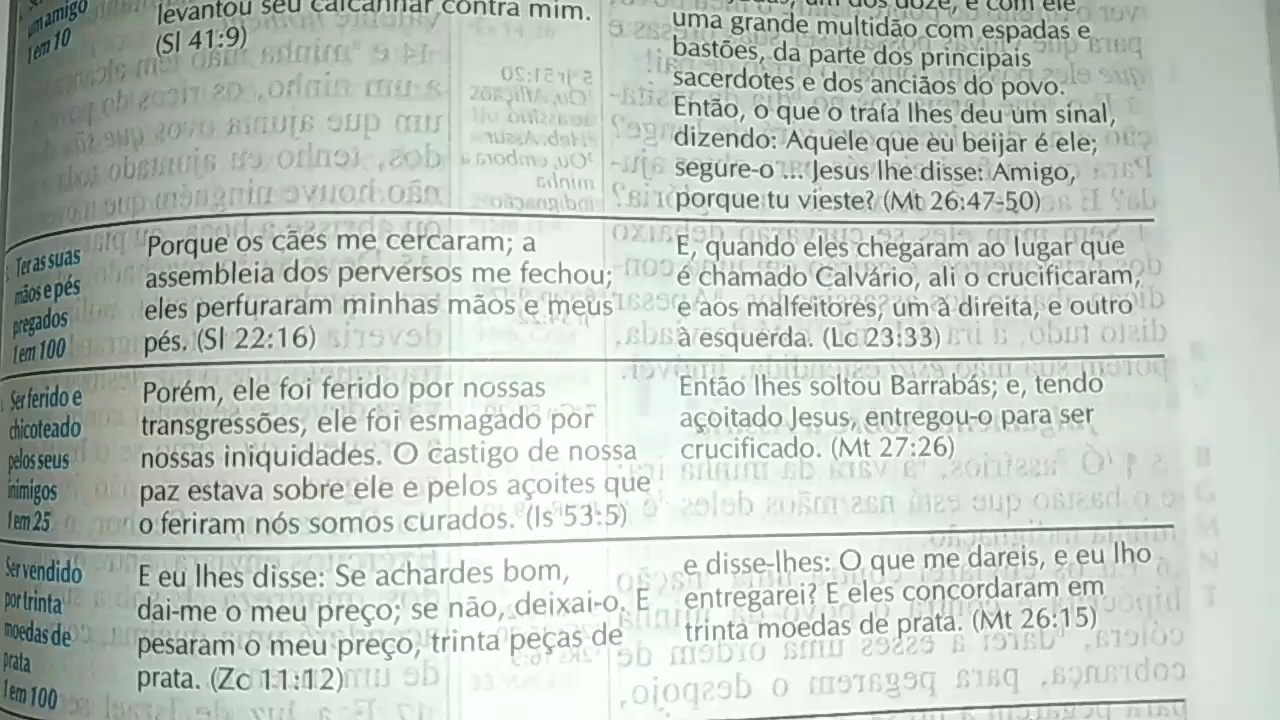 um amigo
1 em 10
levantou seu calcanhar contra mim.
(Sl 41:9)
um dos doze, e com ele
uma grande multidão com espadas e
bastões, da parte dos principais
sacerdotes e dos anciãos do povo.
Então, o que o traía lhes deu um sinal,
dizendo: Aquele que eu beijar é ele;
segure-o ... Jesus lhe disse: Amigo,
porque tu vieste? (Mt 26:47-50)
Ter as suas
mãos e pés
pregados
1 em 100
Porque os cães me cercaram; a
assembleia dos perversos me fechou;
eles perfuraram minhas mãos e meus
pés. (Sl 22:16)
E, quando eles chegaram ao lugar que
é chamado Calvário, ali o crucificaram,
e aos malfeitores, um à direita, e outro
à esquerda. (Lc 23:33)
Ser ferido e
chicoteado
pelos seus
inimigos
1 em 25
Porém, ele foi ferido por nossas
transgressões, ele foi esmagado por
nossas iniquidades. O castigo de nossa
paz estava sobre ele e pelos açoites que
o feriram nós somos curados. (Is 53:5)
Então lhes soltou Barrabás; e, tendo
açoitado Jesus, entregou-o para ser
crucificado. (Mt 27:26)
Ser vendido
por trinta
moedas de
prata
1 em 100
E eu lhes disse: Se achardes bom,
dai-me o meu preço; se não, deixai-o. E
pesaram o meu preço, trinta peças de
prata. (Zc 11:12)
e disse-lhes: O que me dareis, e eu lho
entregarei? E eles concordaram em
trinta moedas de prata. (Mt 26:15)